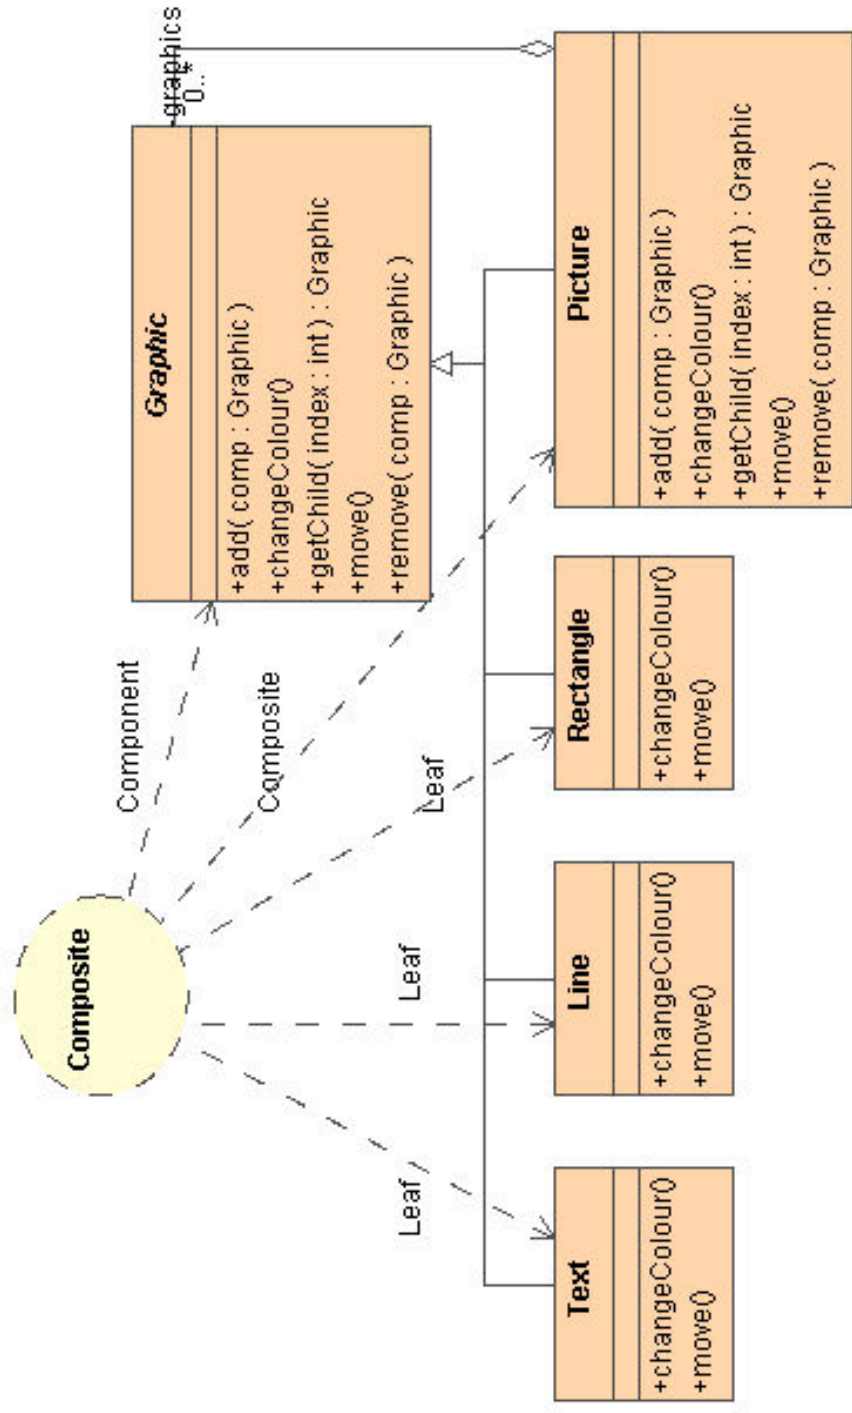 Composite
Component
Composite
Leaf
Leaf
Leaf
-graphics
0..*
Graphic
+add( comp : Graphic )
+changeColour()
+getChild( index : int ) : Graphic
+move()
+remove( comp : Graphic )
Text
+changeColour()
+move()
Line
+changeColour()
+move()
Rectangle
+changeColour()
+move()
Picture
+add( comp : Graphic )
+changeColour()
+getChild( index : int ) : Graphic
+move()
+remove( comp : Graphic )